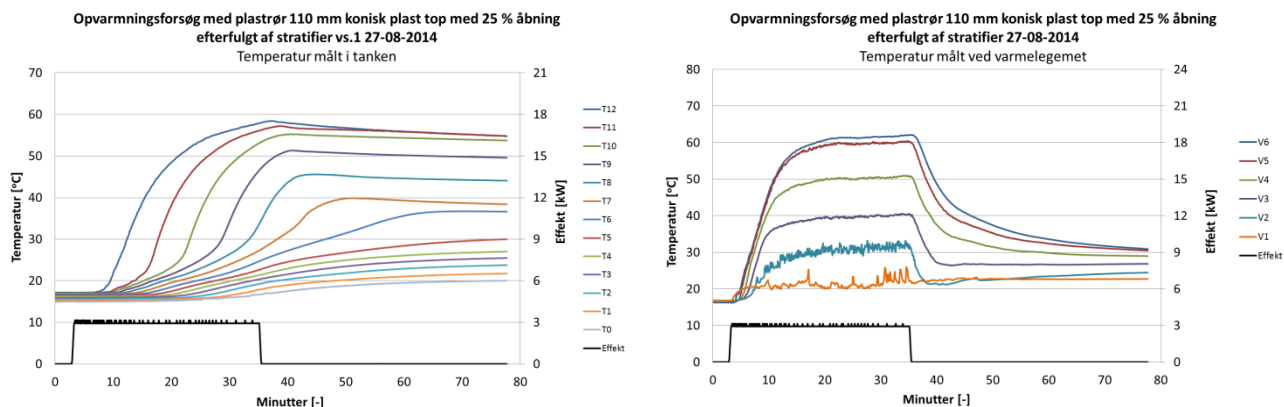 Opvarmningsforsøg med plastrør 110 mm konisk plast top med 25 % åbning
efterfulgt af stratifier vs.1 27-08-2014
Temperatur målt i tanken
Temperatur [°C]
70
60
50
40
30
20
10
0
21
18
15
12
9
6
3
0
Effekt [kW]
0 10 20 30 40 50 60 70 80
Minutter [-]
T12
T11
T10
T9
T8
T7
T6
T5
T4
T3
T2
T1
T0
Effekt
Opvarmningsforsøg med plastrør 110 mm konisk plast top med 25 % åbning
efterfulgt af stratifier 27-08-2014
Temperatur målt ved varmelegemet
Temperatur [°C]
80
70
60
50
40
30
20
10
0
24
21
18
15
12
9
6
3
0
Effekt [kW]
0 10 20 30 40 50 60 70 80
Minutter [-]
V6
V5
V4
V3
V2
V1
Effekt